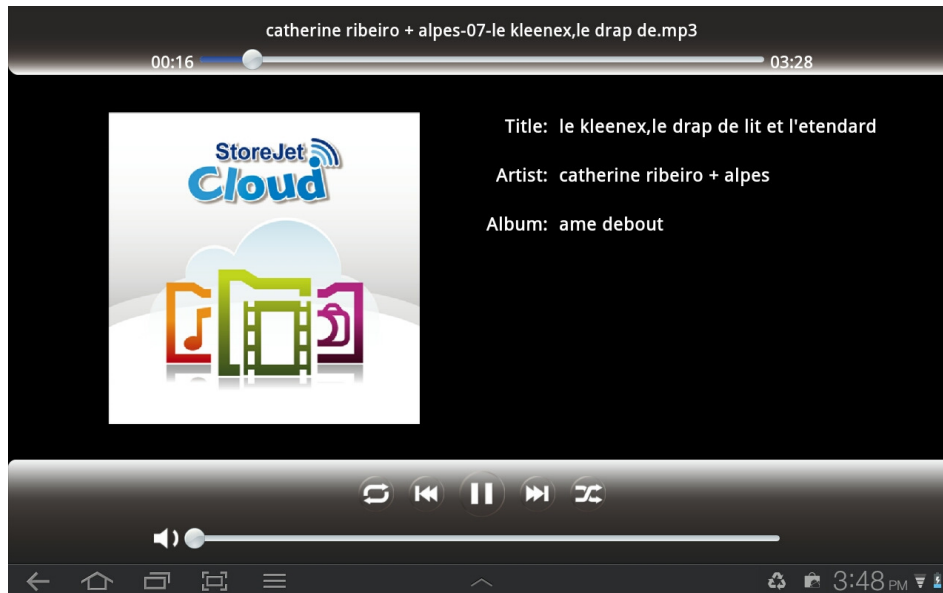 catherine ribeiro + alpes-07-le kleenex,le drap de.mp3
00:16 03:28
StoreJet
Cloud
Title: le kleenex,le drap de lit et l'etendard
Artist: catherine ribeiro + alpes
Album: ame debout
3:48 PM